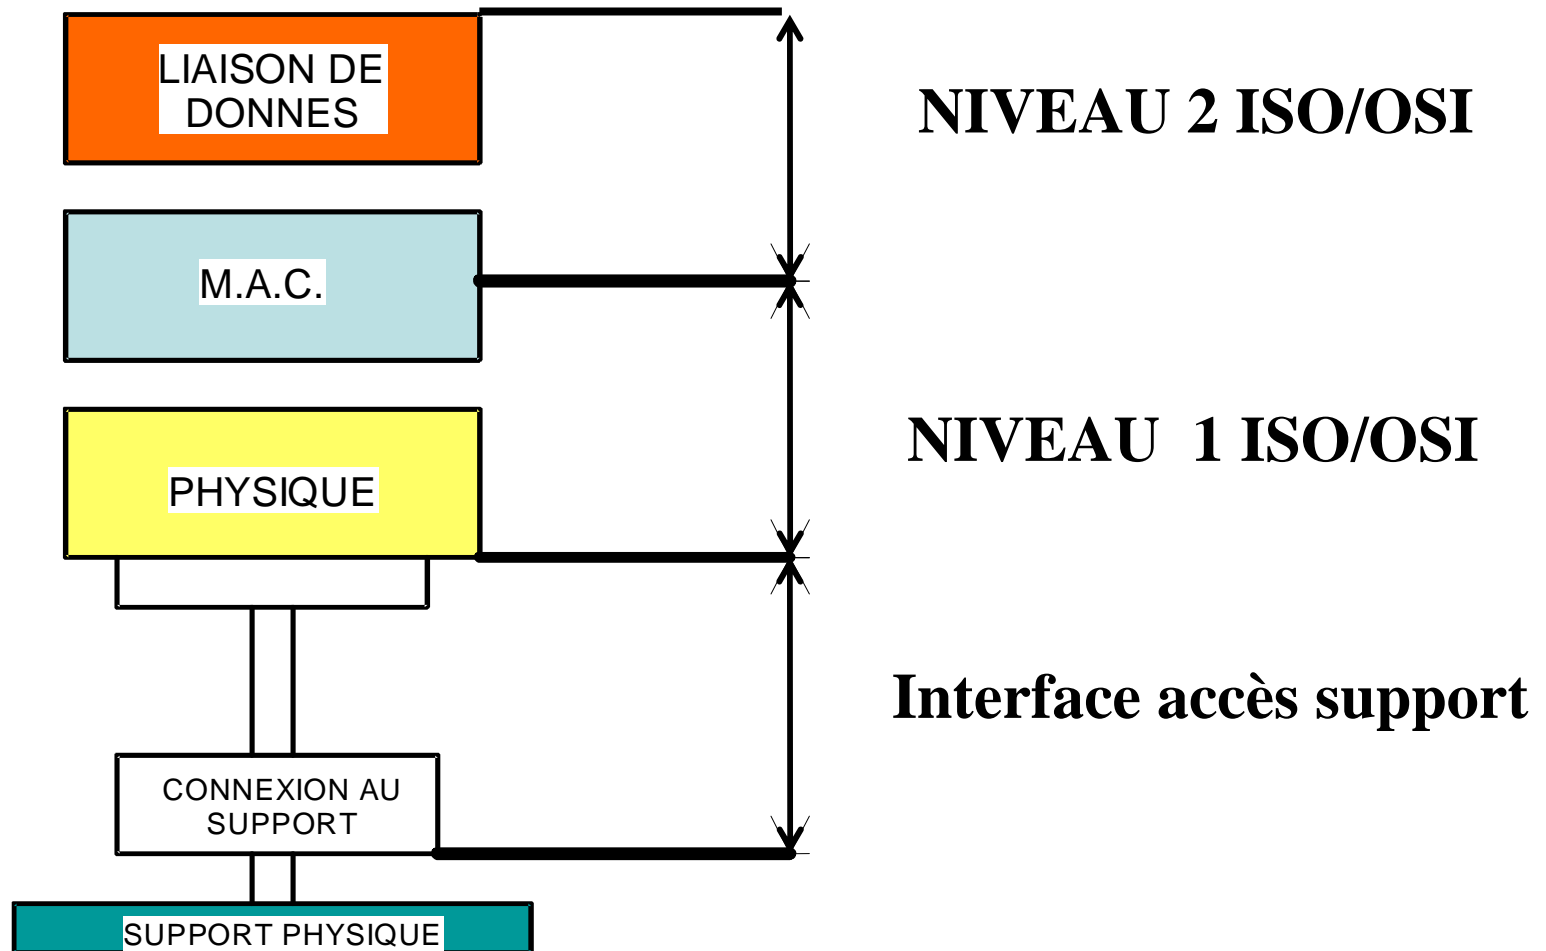 LIAISON DE
DONNES
NIVEAU 2 ISO/OSI
M.A.C.
NIVEAU 1 ISO/OSI
PHYSIQUE
Interface accès support
CONNEXION AU
SUPPORT
SUPPORT PHYSIQUE